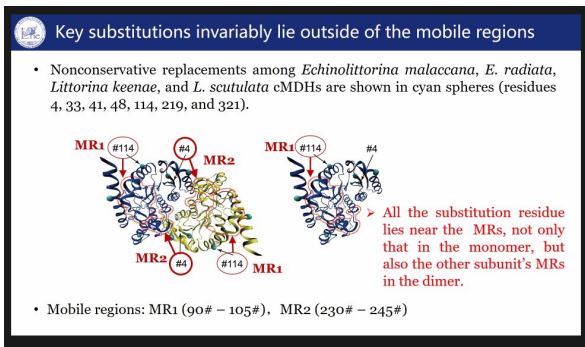 Key substitutions invariably lie outside of the mobile regions
• Nonconservative replacements among Echinolittorina malaccana, E. radiata,
Littorina keenae, and L. scutulata cMDHs are shown in cyan spheres (residues
4, 33, 41, 48, 114, 219, and 321).
MR1 #114 #4 MR2
MR2 #4 #114 MR1
MR1 #114 #4
➢ All the substitution residue
lies near the MRs, not only
that in the monomer, but
also the other subunit's MRs
in the dimer.
• Mobile regions: MR1 (90# – 105#), MR2 (230# – 245#)